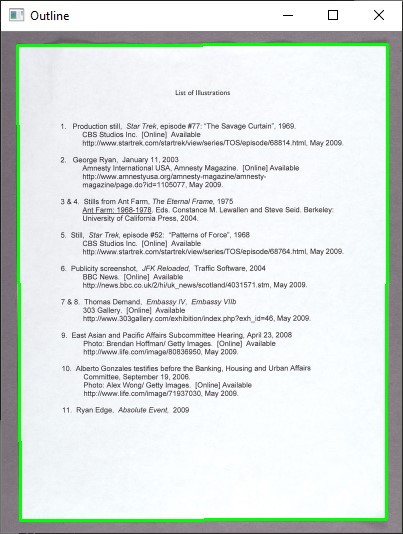 Outline
List of Illustrations
1. Production still, Star Trek, episode #77: "The Savage Curtain", 1969.
CBS Studios Inc. [Online] Available
http://www.startrek.com/startrek/view/series/TOS/episode/68814.html, May 2009.
2. George Ryan, January 11, 2003
Amnesty International USA, Amnesty Magazine. [Online] Available
http://www.amnestyusa.org/amnesty-magazine/amnesty-
magazine/page.do?id=1105077, May 2009.
3 & 4. Stills from Ant Farm, The Eternal Frame, 1975
Ant Farm: 1968-1978. Eds. Constance M. Lewallen and Steve Seid. Berkeley:
University of California Press, 2004.
5. Still, Star Trek, episode #52: "Patterns of Force", 1968
CBS Studios Inc. [Online] Available
http://www.startrek.com/startrek/view/series/TOS/episode/68764.html, May 2009.
6. Publicity screenshot, JFK Reloaded, Traffic Software, 2004
BBC News. [Online] Available
http://news.bbc.co.uk/2/hi/uk_news/scotland/4031571.stm, May 2009.
7 & 8. Thomas Demand, Embassy IV, Embassy VIIb
303 Gallery. [Online] Available
http://www.303gallery.com/exhibition/index.php?exh_id=46, May 2009.
9. East Asian and Pacific Affairs Subcommittee Hearing, April 23, 2008
Photo: Brendan Hoffman/ Getty Images. [Online] Available
http://www.life.com/image/80836950, May 2009.
10. Alberto Gonzales testifies before the Banking, Housing and Urban Affairs
Committee, September 19, 2006.
Photo: Alex Wong/ Getty Images. [Online] Available
http://www.life.com/image/71937030, May 2009.
11. Ryan Edge, Absolute Event, 2009